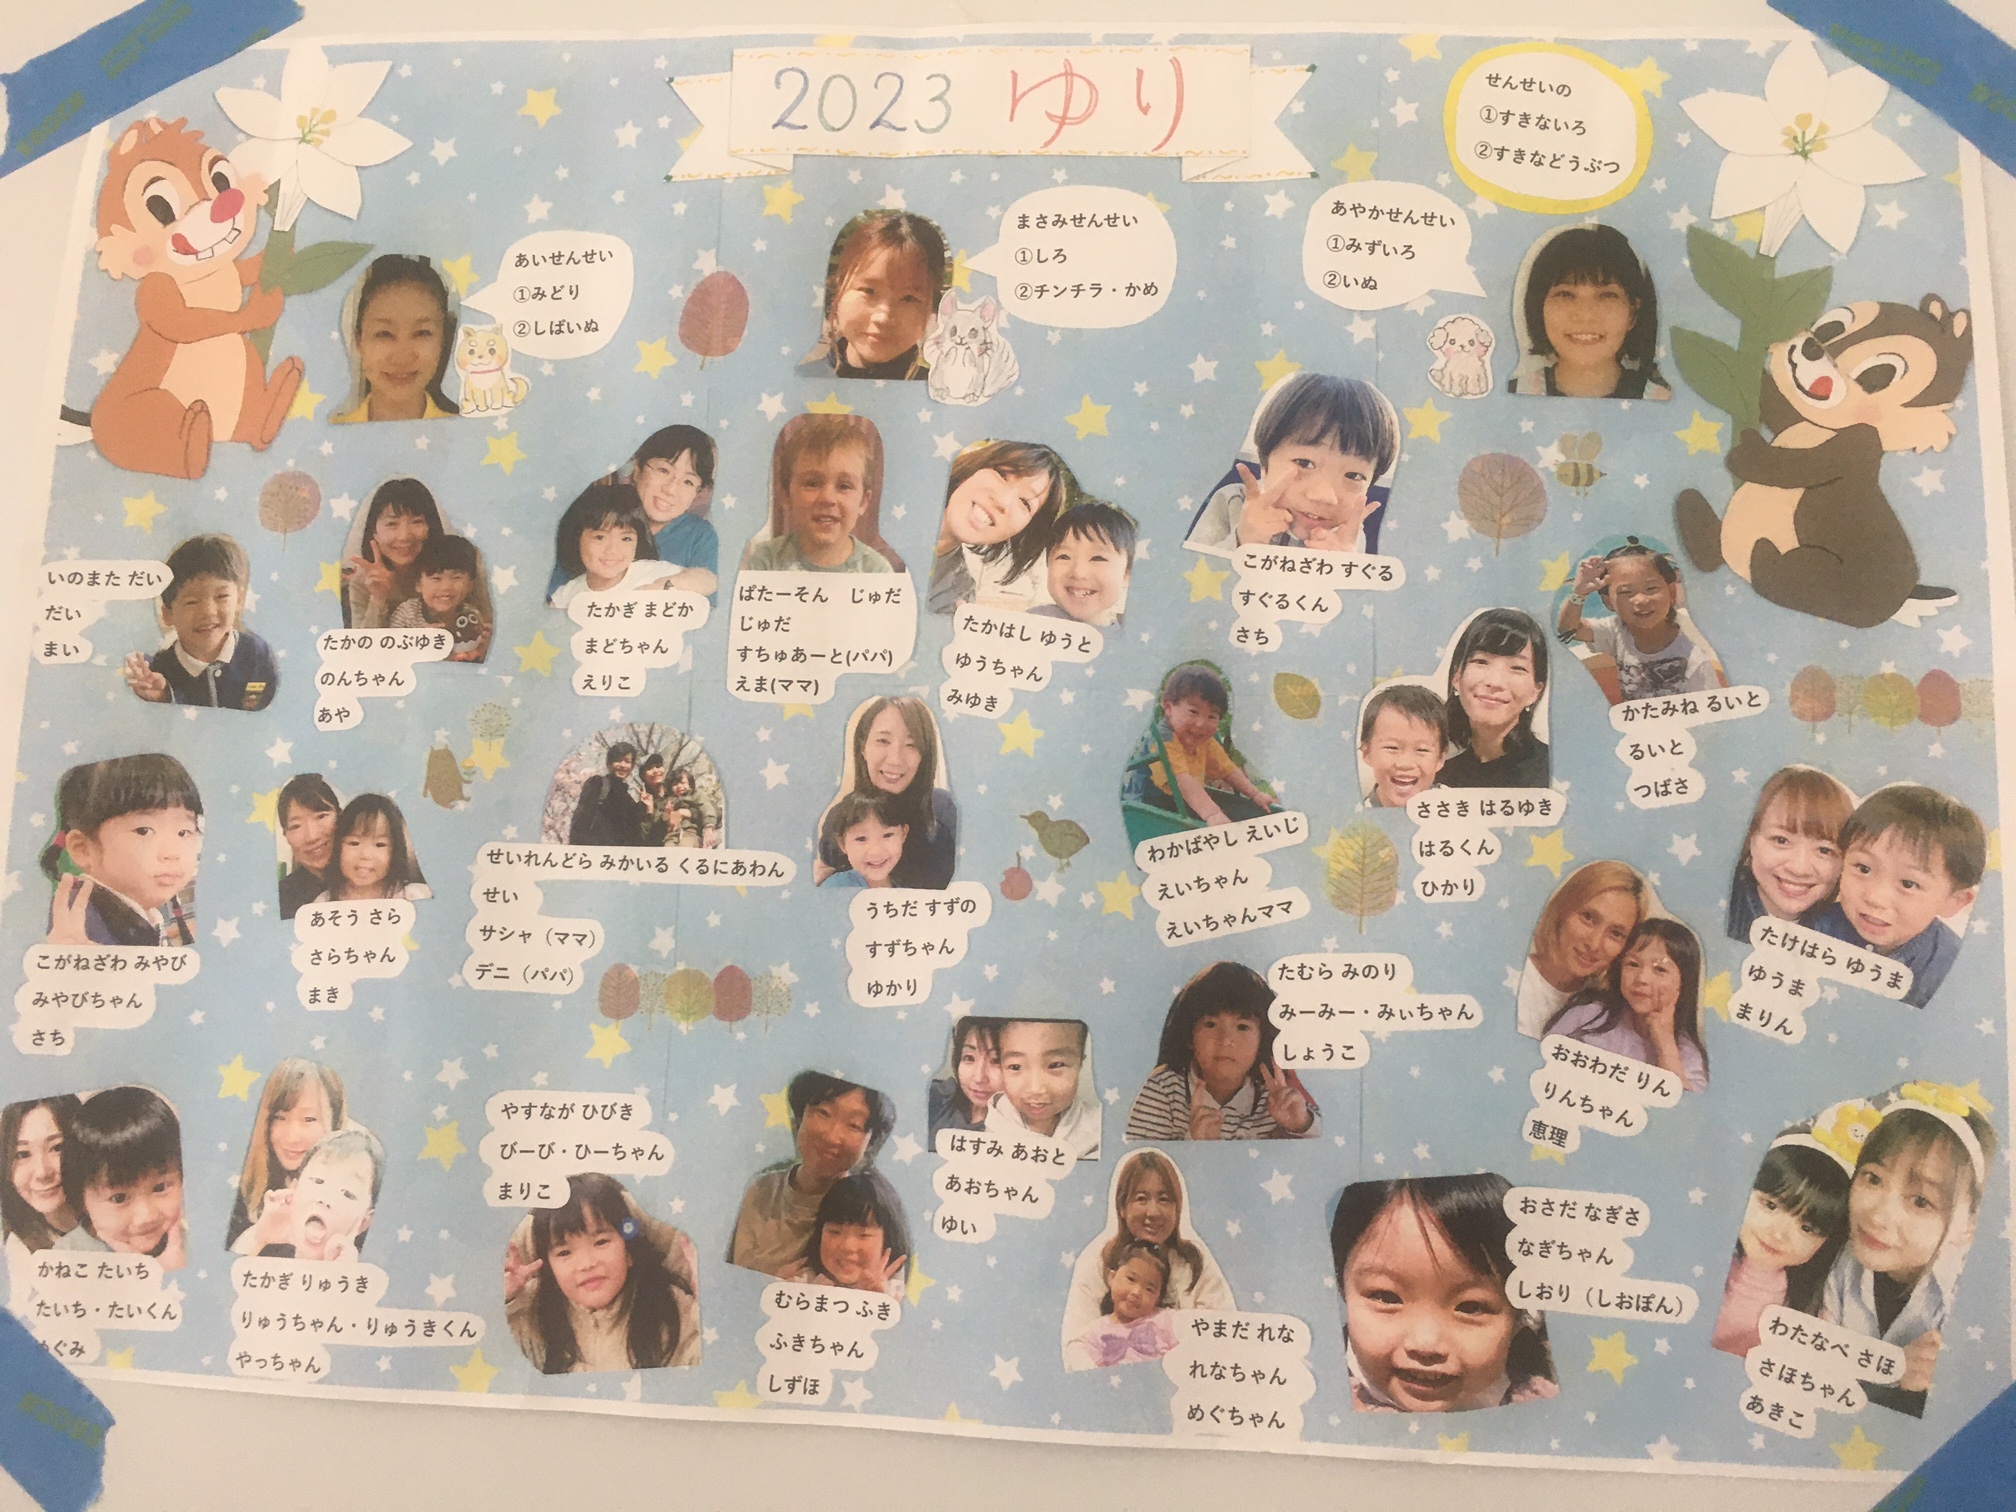 2023 ゆり
せんせいの
①すきないろ
②すきなどうぶつ
あいせんせい
①みどり
②しばいぬ
まさみせんせい
①しろ
②チンチラ・かめ
あやかせんせい
①みずいろ
②いぬ
いのまた だい
だい
まい
たかの のぶゆき
のんちゃん
あや
たかぎ まどか
まどちゃん
えりこ
ぱたーそん じゅだ
じゅだ
すちゅあーと(パパ)
えま(ママ)
たかはし ゆうと
ゆうちゃん
みゆき
こがねざわ すぐる
すぐるくん
さち
かたみね るいと
るいと
つばさ
こがねざわ みやび
みやびちゃん
さち
あそう さら
さらちゃん
まき
せいれんどら みかいる くるにあわん
せい
サシャ（ママ）
デニ（パパ）
うちだ すずの
すずちゃん
ゆかり
わかばやし えいじ
えいちゃん
えいちゃんママ
ささき はるゆき
はるくん
ひかり
たけはら ゆうま
ゆうま
まりん
たむら みのり
みーみー・みぃちゃん
しょうこ
おおわだ りん
りんちゃん
恵理
かねこ たいち
たいち・たいくん
めぐみ
たかぎ りゅうき
りゅうちゃん・りゅうきくん
やっちゃん
やすなが ひびき
びーび・ひーちゃん
まりこ
むらまつ ふき
ふきちゃん
しずほ
はすみ あおと
あおちゃん
ゆい
やまだ れな
れなちゃん
めぐちゃん
おさだ なぎさ
なぎちゃん
しおり（しおぽん）
わたなべ さほ
さほちゃん
あきこ